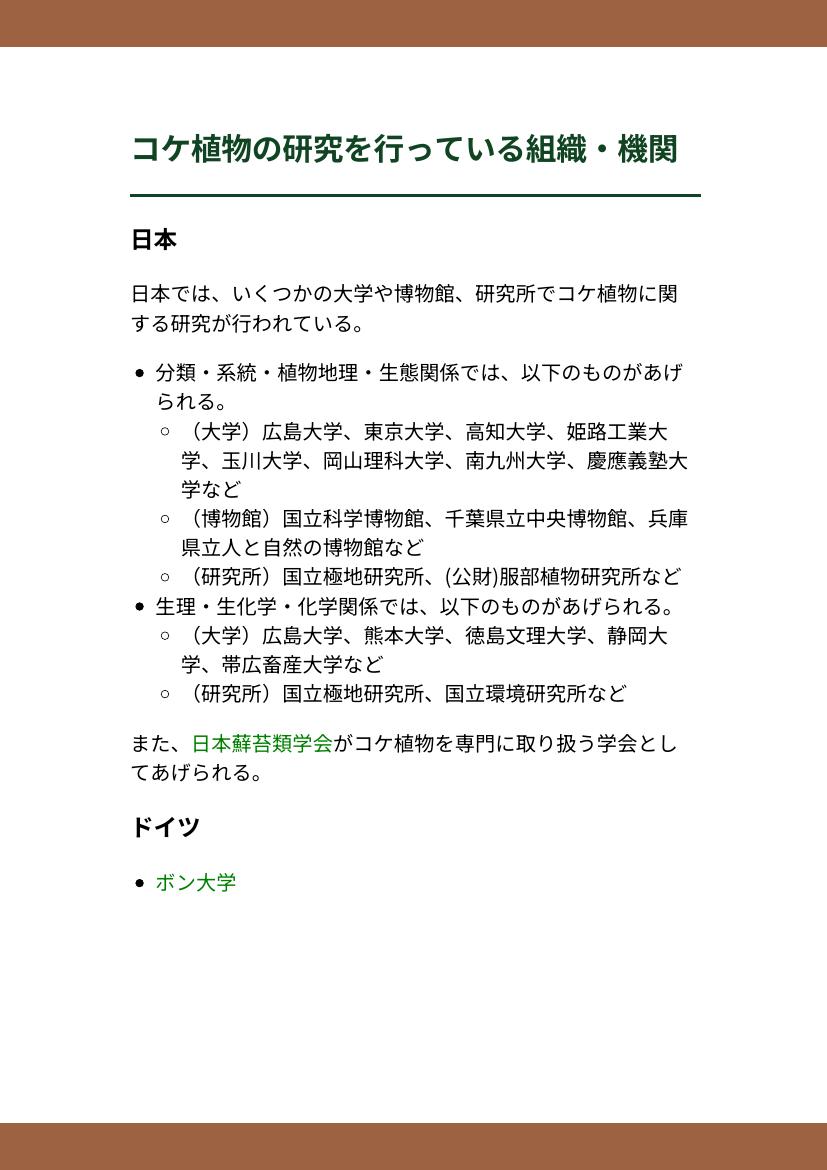 コケ植物の研究を行っている組織・機関
日本
日本では、いくつかの大学や博物館、研究所でコケ植物に関
する研究が行われている。
• 分類・系統・植物地理・生態関係では、以下のものがあげ
られる。
◦ （大学）広島大学、東京大学、高知大学、姫路工業大
学、玉川大学、岡山理科大学、南九州大学、慶應義塾大
学など
◦ （博物館）国立科学博物館、千葉県立中央博物館、兵庫
県立人と自然の博物館など
◦ （研究所）国立極地研究所、(公財)服部植物研究所など
• 生理・生化学・化学関係では、以下のものがあげられる。
◦ （大学）広島大学、熊本大学、徳島文理大学、静岡大
学、帯広畜産大学など
◦ （研究所）国立極地研究所、国立環境研究所など
また、日本蘚苔類学会がコケ植物を専門に取り扱う学会とし
てあげられる。
ドイツ
• ボン大学